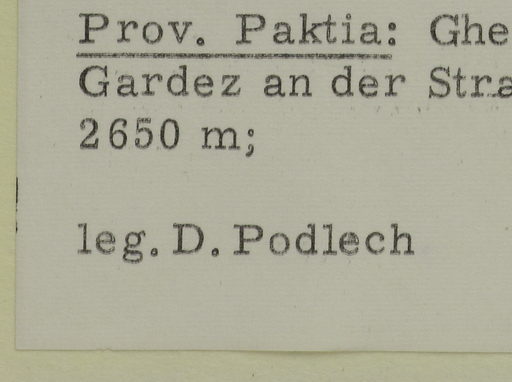 Prov. Paktia: Ghe
Gardez an der Stra
2650 m;
leg. D. Podlech